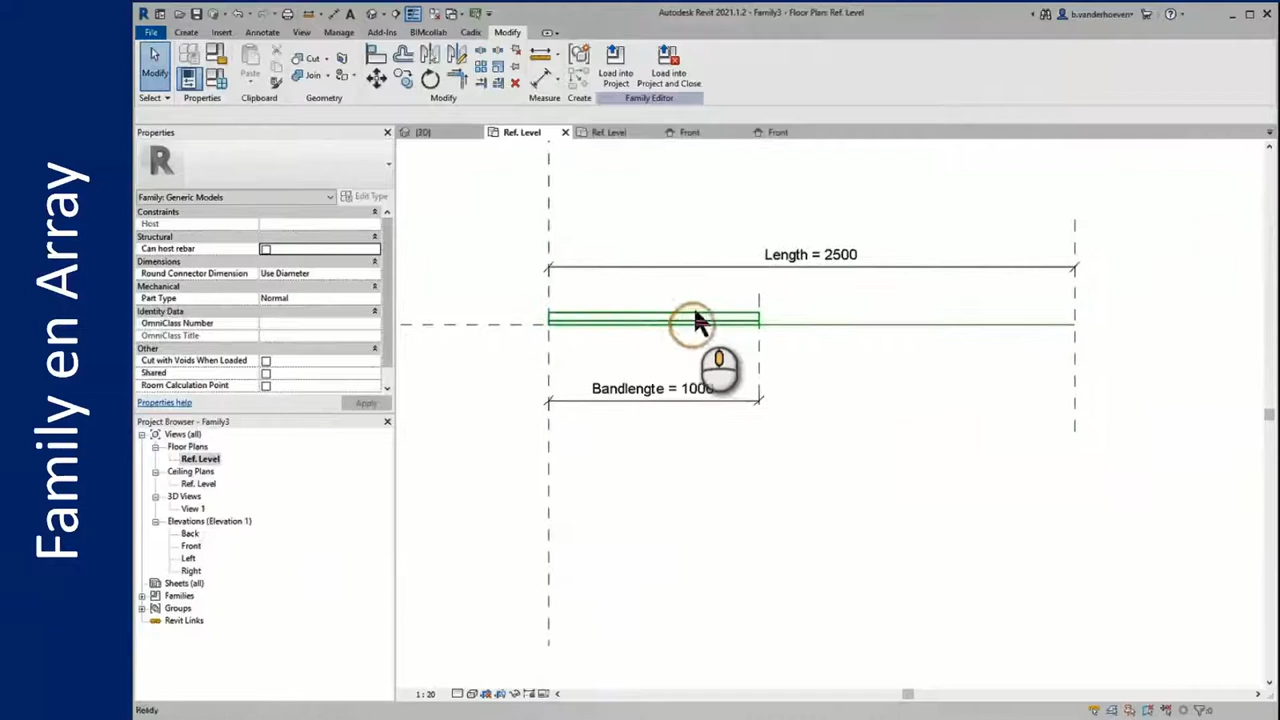 Family en Array
Autodesk Revit 2021.1.2 - Family3 - Floor Plan: Ref. Level
b.vanderhoeven
File Create Insert Annotate View Manage Add-Ins BIMcollab Cadix Modify
Modify
Paste
Cut
Join
Load into
Project
Load into
Project and Close
Select Properties Clipboard Geometry Modify Measure Create Family Editor
Properties
{3D} Ref. Level Ref. Level Front Front
Family: Generic Models
Edit Type
Constraints
Host
Structural
Can host rebar
Dimensions
Round Connector Dimension Use Diameter
Mechanical
Part Type Normal
Identity Data
OmniClass Number
OmniClass Title
Other
Cut with Voids When Loaded
Shared
Room Calculation Point
Properties help
Apply
Project Browser - Family3
Views (all)
Floor Plans
Ref. Level
Ceiling Plans
Ref. Level
3D Views
View 1
Elevations (Elevation 1)
Back
Front
Left
Right
Sheets (all)
Families
Groups
Revit Links
Length = 2500
Bandlengte = 1000
1 : 20
Ready
:0